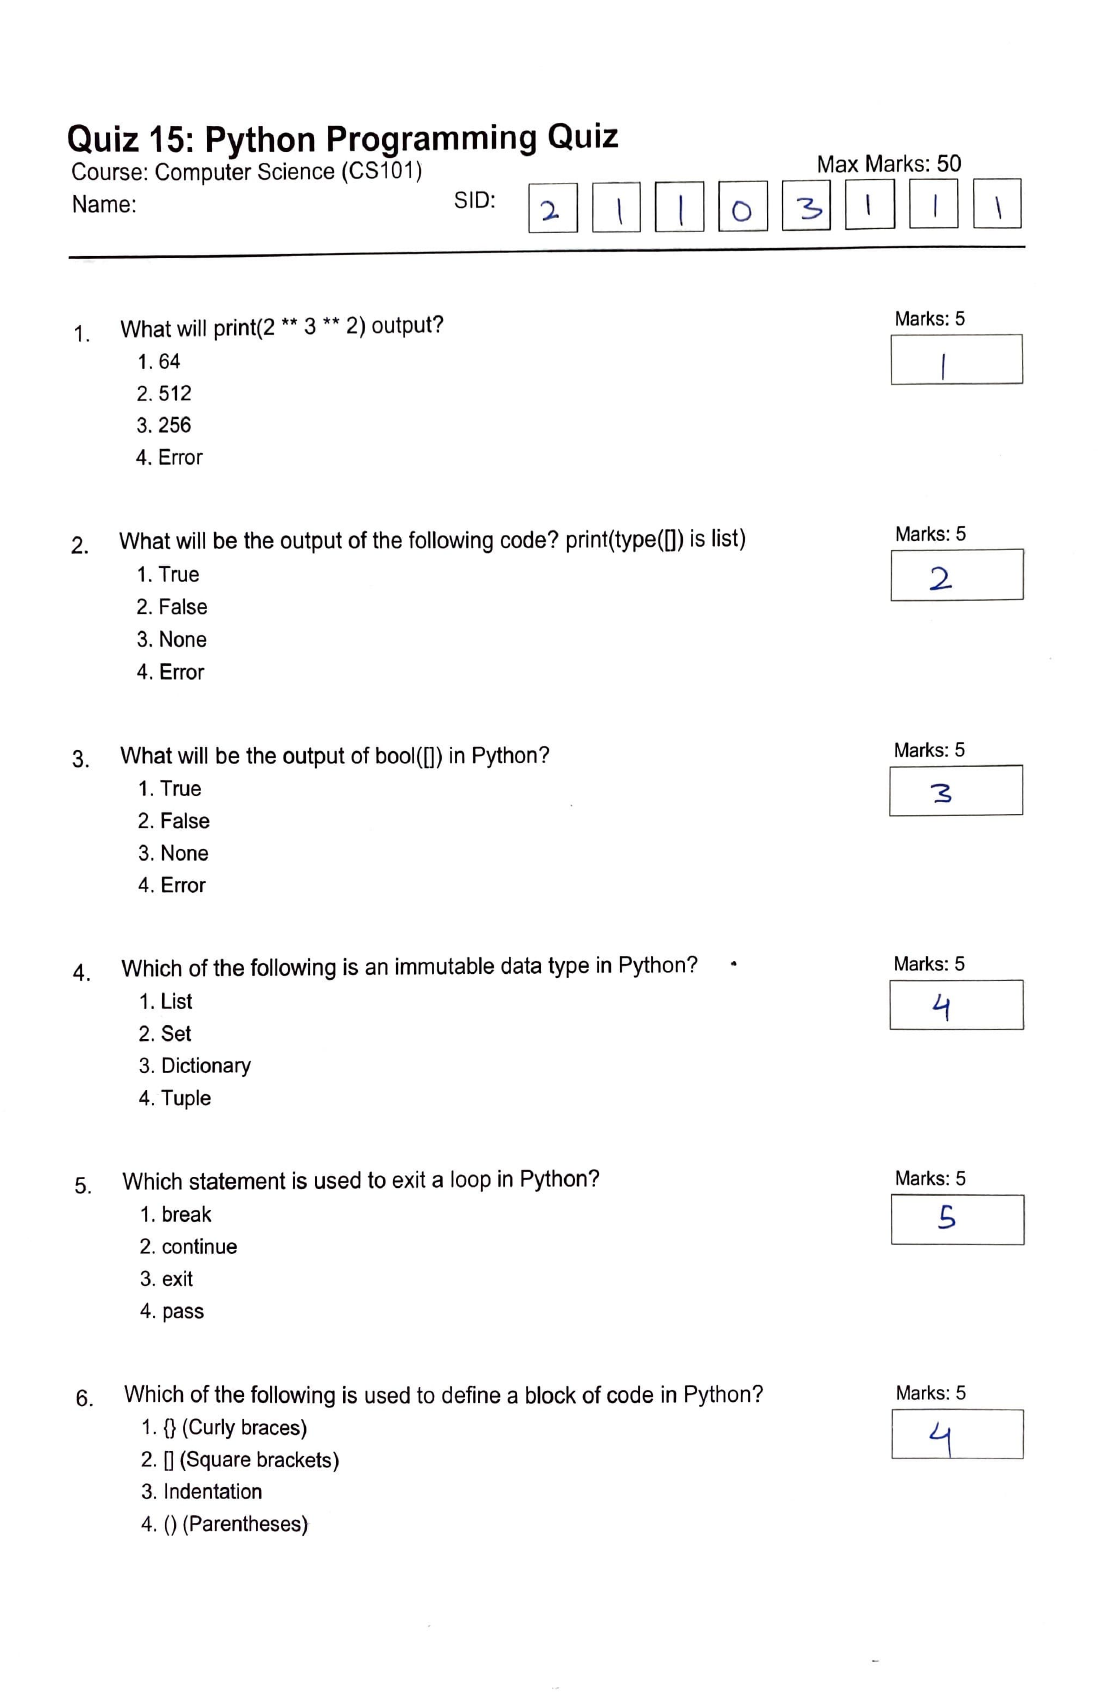 Quiz 15: Python Programming Quiz
Course: Computer Science (CS101)
Max Marks: 50
Name:
SID: 2 1 1 0 3 1 1 1
1. What will print(2 ** 3 ** 2) output?
Marks: 5
1
1. 64
2. 512
3. 256
4. Error
2. What will be the output of the following code? print(type([]) is list)
Marks: 5
2
1. True
2. False
3. None
4. Error
3. What will be the output of bool([]) in Python?
Marks: 5
3
1. True
2. False
3. None
4. Error
4. Which of the following is an immutable data type in Python?
Marks: 5
4
1. List
2. Set
3. Dictionary
4. Tuple
5. Which statement is used to exit a loop in Python?
Marks: 5
5
1. break
2. continue
3. exit
4. pass
6. Which of the following is used to define a block of code in Python?
Marks: 5
4
1. {} (Curly braces)
2. [] (Square brackets)
3. Indentation
4. () (Parentheses)